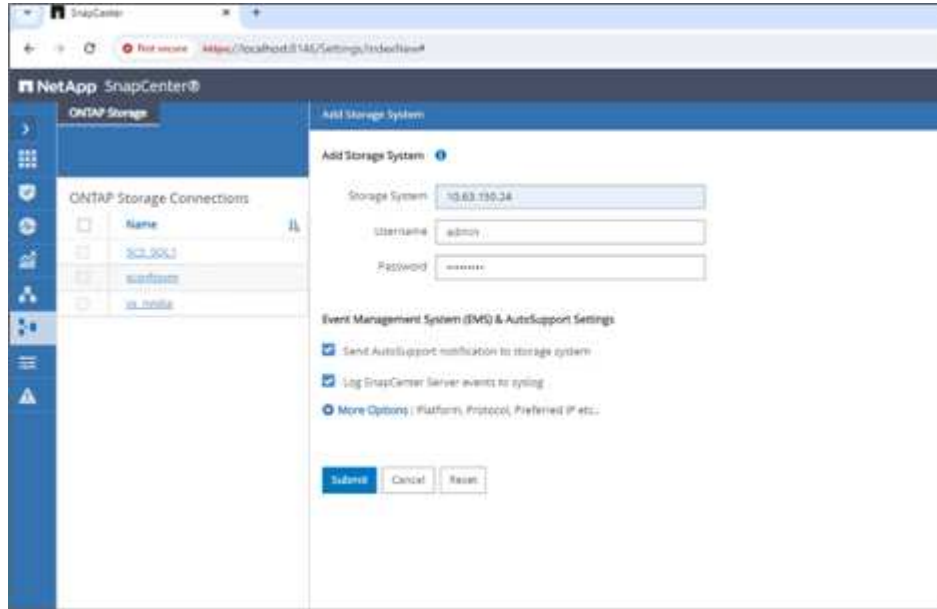 SnapCenter
Not secure https://localhost:8146/Settings/IndexNew#
NetApp SnapCenter®
ONTAP Storage
Add Storage System
Add Storage System
ONTAP Storage Connections
Storage System 10.63.150.24
Name
Username admin
vs_media
Password ••••••••
Event Management System (EMS) & AutoSupport Settings
Send AutoSupport notification to storage system
Log SnapCenter Server events to syslog
More Options : Platform, Protocol, Preferred IP etc..
Submit
Cancel
Reset